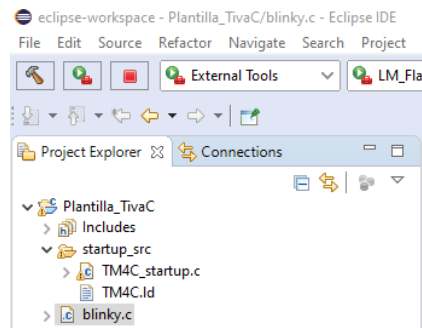 eclipse-workspace - Plantilla_TivaC/blinky.c - Eclipse IDE
File Edit Source Refactor Navigate Search Project
External Tools LM_Fla
Project Explorer Connections
Plantilla_TivaC
Includes
startup_src
TM4C_startup.c
TM4C.ld
blinky.c